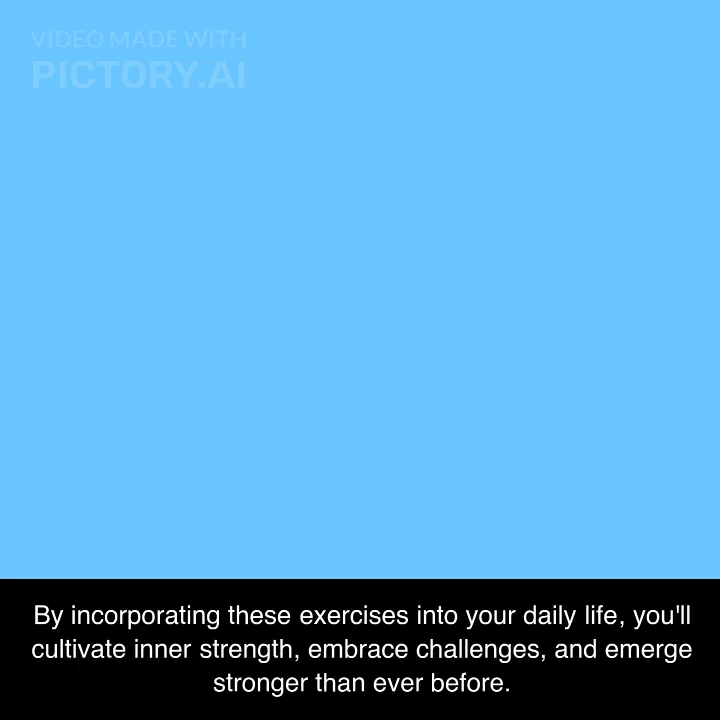 VIDEO MADE WITH
PICTORY.AI
By incorporating these exercises into your daily life, you'll
cultivate inner strength, embrace challenges, and emerge
stronger than ever before.